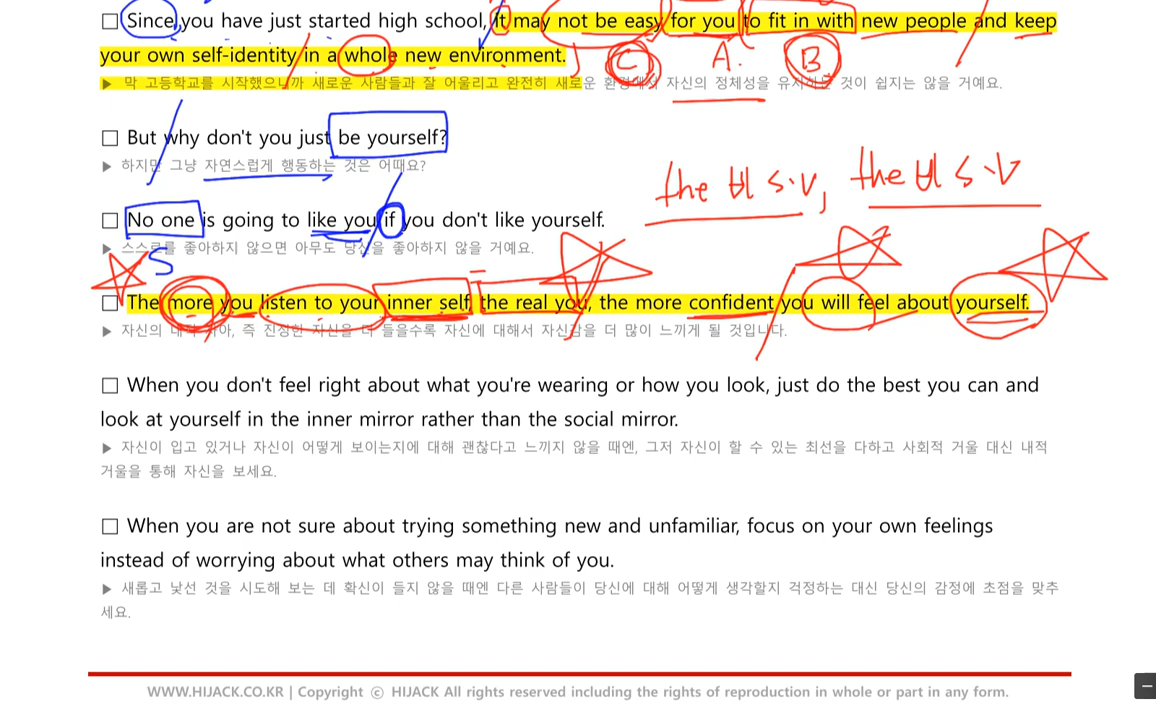 □ Since, you have just started high school, it may not be easy for you to fit in with new people and keep
your own self-identity in a whole new environment.
▶ 막 고등학교를 시작했으니까 새로운 사람들과 잘 어울리고 완전히 새로운 환경에서 자신의 정체성을 유지하는 것이 쉽지는 않을 거예요.
C A. B
□ But why don't you just be yourself?
▶ 하지만 그냥 자연스럽게 행동하는 것은 어때요?
the 비 s.v, the 비 s.v
□ No one is going to like you if you don't like yourself.
▶ 스스로를 좋아하지 않으면 아무도 당신을 좋아하지 않을 거예요.
S
□ The more you listen to your inner self, the real you, the more confident you will feel about yourself.
▶ 자신의 내적 자아, 즉 진정한 자신을 더 들을수록 자신에 대해서 자신감을 더 많이 느끼게 될 것입니다.
□ When you don't feel right about what you're wearing or how you look, just do the best you can and
look at yourself in the inner mirror rather than the social mirror.
▶ 자신이 입고 있거나 자신이 어떻게 보이는지에 대해 괜찮다고 느끼지 않을 때엔, 그저 자신이 할 수 있는 최선을 다하고 사회적 거울 대신 내적
거울을 통해 자신을 보세요.
□ When you are not sure about trying something new and unfamiliar, focus on your own feelings
instead of worrying about what others may think of you.
▶ 새롭고 낯선 것을 시도해 보는 데 확신이 들지 않을 때엔 다른 사람들이 당신에 대해 어떻게 생각할지 걱정하는 대신 당신의 감정에 초점을 맞추
세요.
WWW.HIJACK.CO.KR | Copyright ⓒ HIJACK All rights reserved including the rights of reproduction in whole or part in any form.